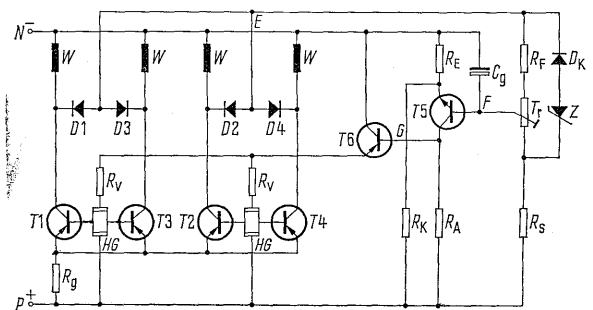 E
N -
W W W W
R_E C_g R_F D_K
D1 D3 D2 D4 T5 F T_r Z
T6 G
R_V R_V
T1 HG T3 T2 HG T4 R_K R_A R_S
R_g
P +